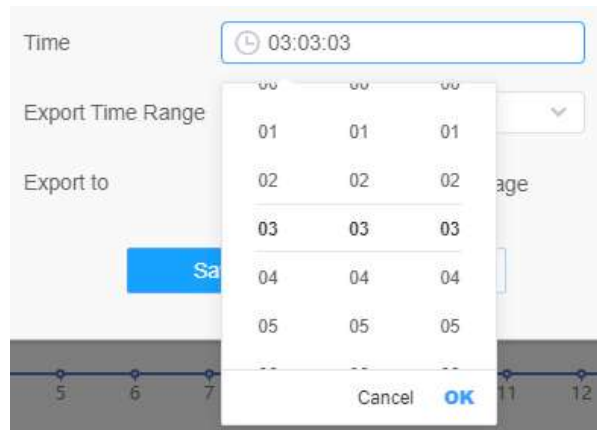 Time
03:03:03
Export Time Range
01 01 01
02 02 02
Export to
age
03 03 03
Sa
04 04 04
05 05 05
Cancel OK
5 6 7 11 12